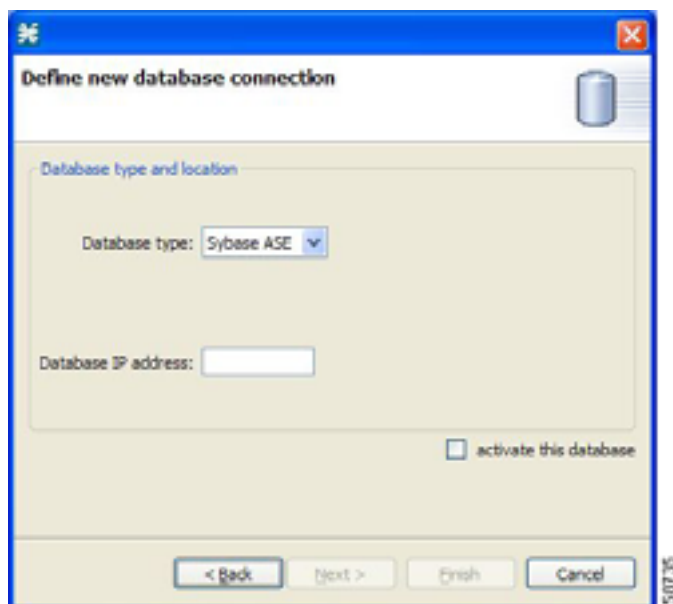 Define new database connection
Database type and location
Database type: Sybase ASE
Database IP address:
activate this database
< Back Next > Finish Cancel